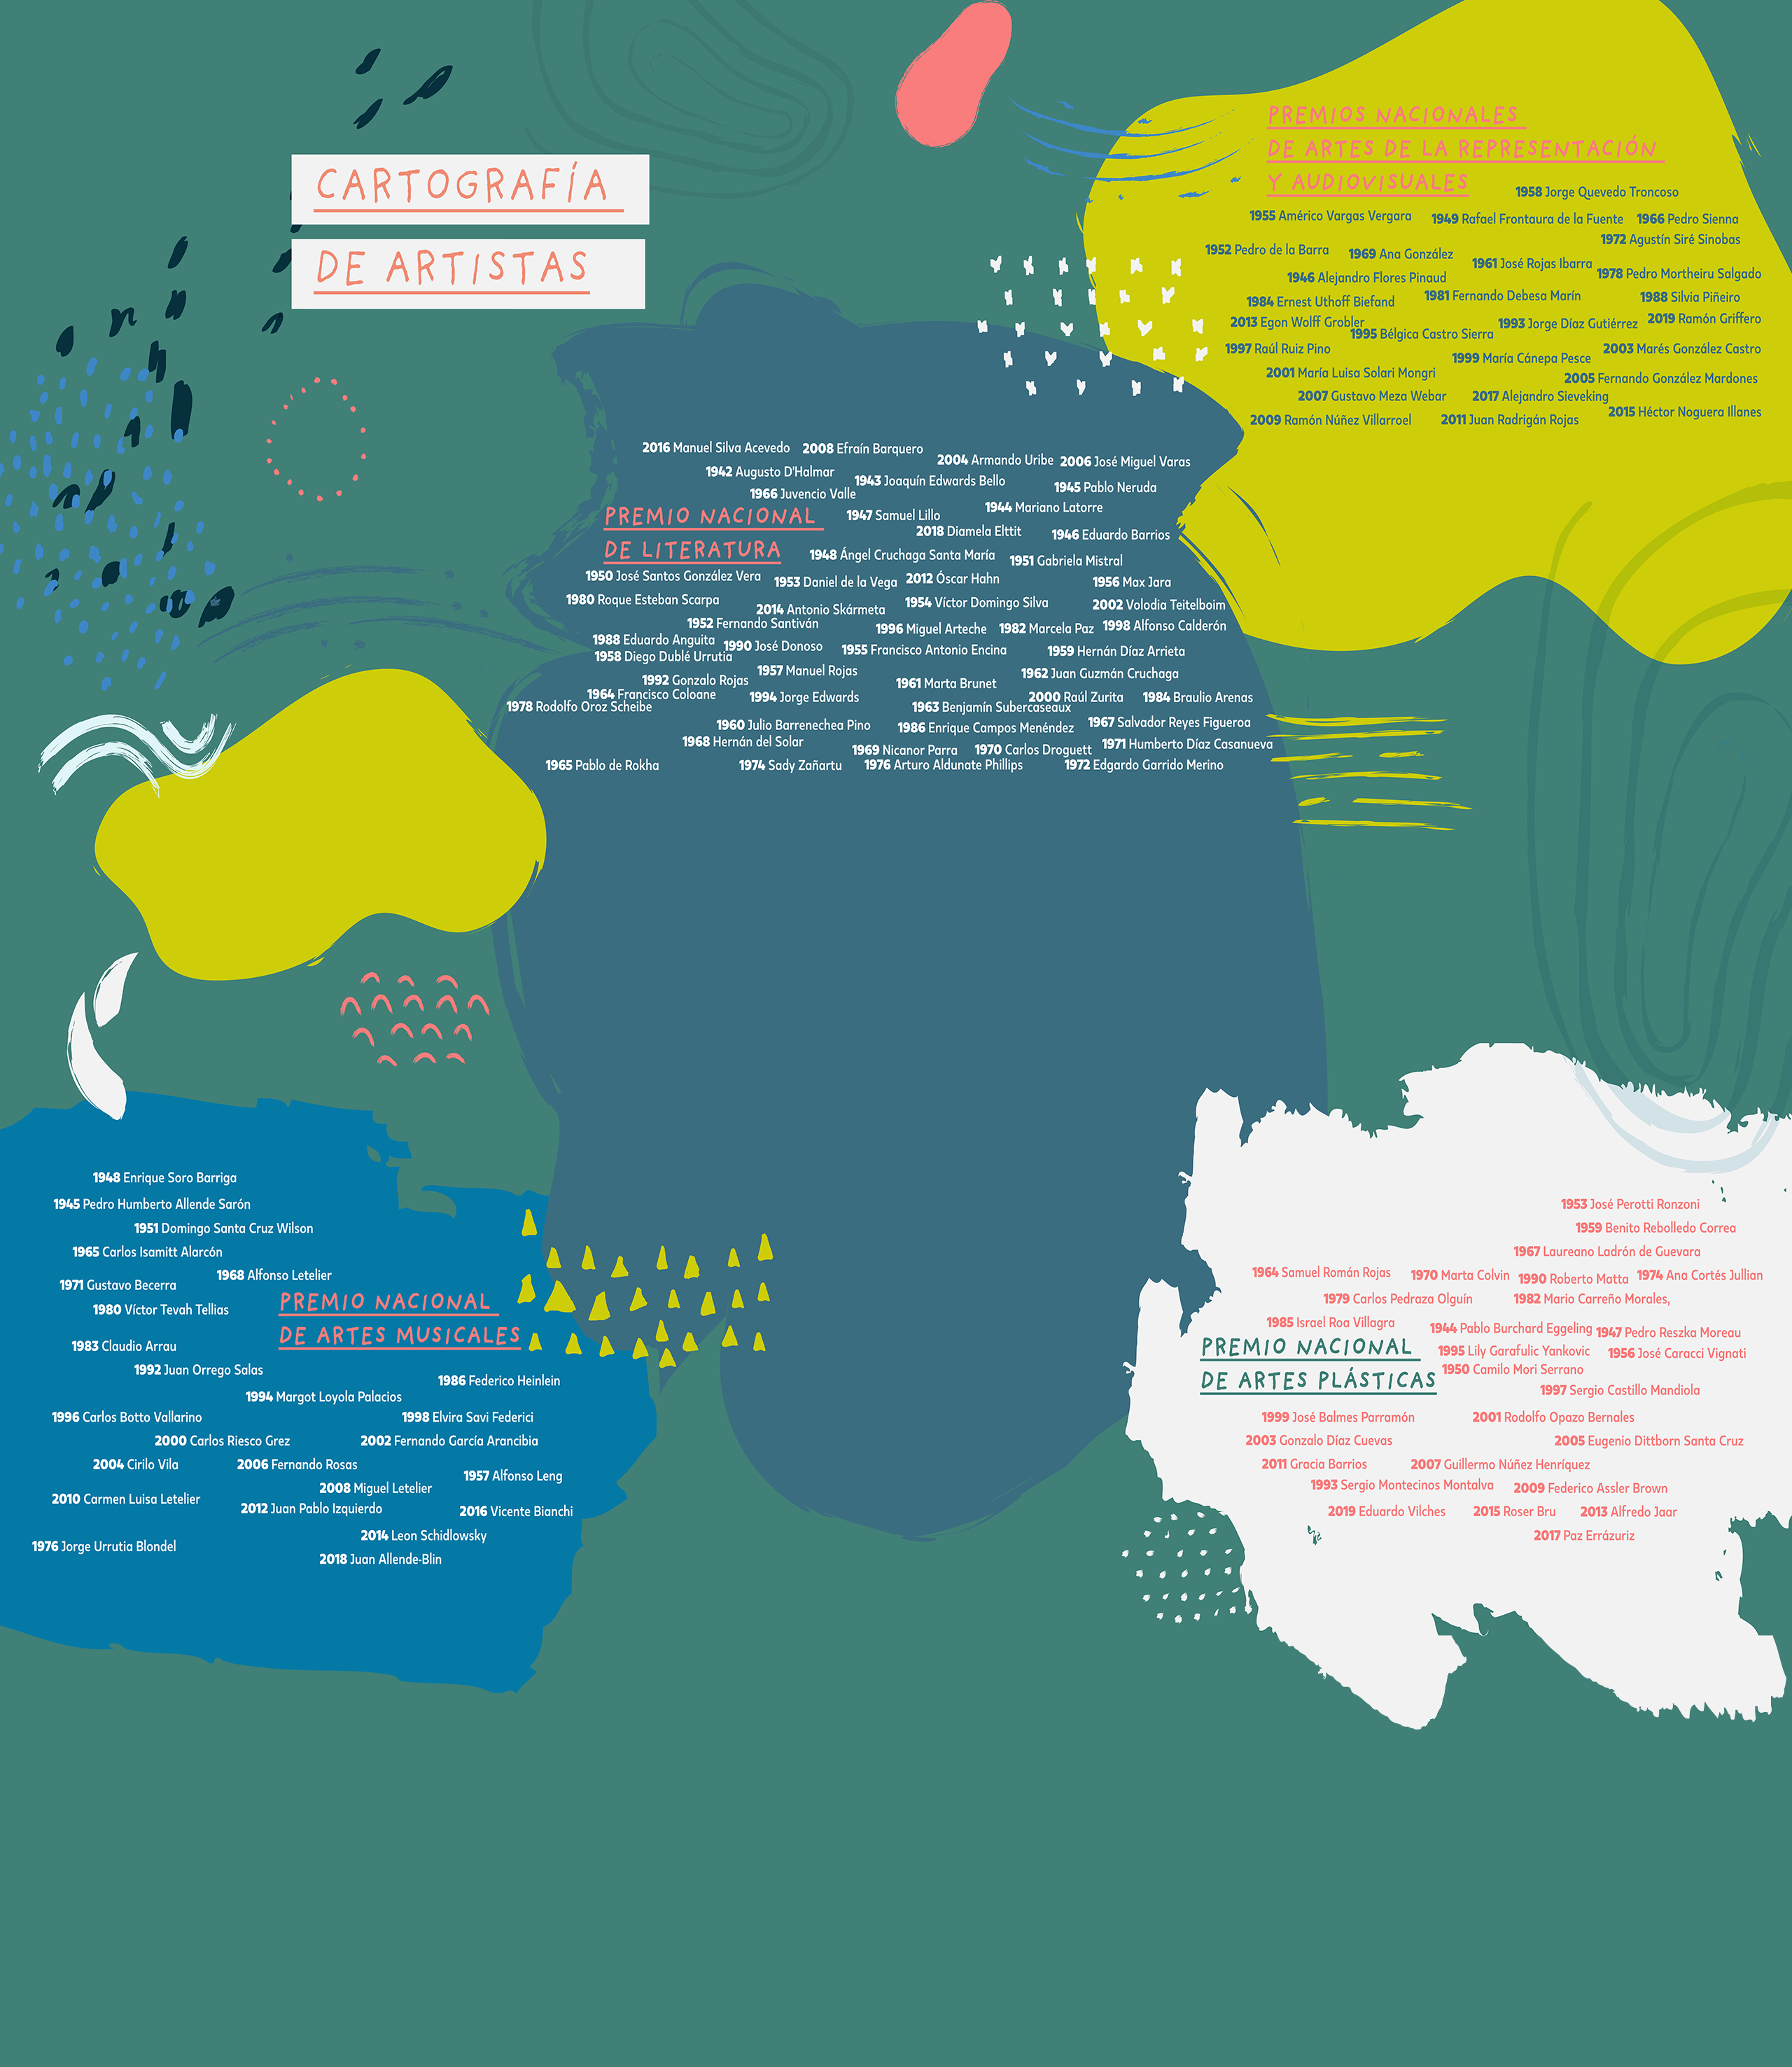 CARTOGRAFÍA
DE ARTISTAS
PREMIOS NACIONALES
DE ARTES DE LA REPRESENTACIÓN
Y AUDIOVISUALES
1958 Jorge Quevedo Troncoso
1955 Américo Vargas Vergara
1949 Rafael Frontaura de la Fuente
1966 Pedro Sienna
1972 Agustín Siré Sinobas
1952 Pedro de la Barra
1969 Ana González
1961 José Rojas Ibarra
1978 Pedro Mortheiru Salgado
1946 Alejandro Flores Pinaud
1984 Ernest Uthoff Biefand
1981 Fernando Debesa Marín
1988 Silvia Piñeiro
2013 Egon Wolff Grobler
1995 Bélgica Castro Sierra
1993 Jorge Díaz Gutiérrez
2019 Ramón Griffero
1997 Raúl Ruiz Pino
1999 María Cánepa Pesce
2003 Marés González Castro
2001 María Luisa Solari Mongri
2005 Fernando González Mardones
2007 Gustavo Meza Webar
2017 Alejandro Sieveking
2015 Héctor Noguera Illanes
2009 Ramón Núñez Villarroel
2011 Juan Radrigán Rojas
2016 Manuel Silva Acevedo
2008 Efraín Barquero
2004 Armando Uribe
2006 José Miguel Varas
1942 Augusto D'Halmar
1943 Joaquín Edwards Bello
1945 Pablo Neruda
1966 Juvencio Valle
1944 Mariano Latorre
PREMIO NACIONAL
DE LITERATURA
1947 Samuel Lillo
2018 Diamela Elttit
1946 Eduardo Barrios
1948 Ángel Cruchaga Santa María
1951 Gabriela Mistral
1950 José Santos González Vera
1953 Daniel de la Vega
2012 Óscar Hahn
1956 Max Jara
1980 Roque Esteban Scarpa
2014 Antonio Skármeta
1954 Víctor Domingo Silva
2002 Volodia Teitelboim
1952 Fernando Santiván
1996 Miguel Arteche
1982 Marcela Paz
1998 Alfonso Calderón
1988 Eduardo Anguita
1990 José Donoso
1955 Francisco Antonio Encina
1959 Hernán Díaz Arrieta
1958 Diego Dublé Urrutia
1957 Manuel Rojas
1962 Juan Guzmán Cruchaga
1992 Gonzalo Rojas
1961 Marta Brunet
1964 Francisco Coloane
1994 Jorge Edwards
2000 Raúl Zurita
1984 Braulio Arenas
1978 Rodolfo Oroz Scheibe
1963 Benjamín Subercaseaux
1960 Julio Barrenechea Pino
1986 Enrique Campos Menéndez
1967 Salvador Reyes Figueroa
1968 Hernán del Solar
1969 Nicanor Parra
1970 Carlos Droguett
1971 Humberto Díaz Casanueva
1965 Pablo de Rokha
1974 Sady Zañartu
1976 Arturo Aldunate Phillips
1972 Edgardo Garrido Merino
1948 Enrique Soro Barriga
1945 Pedro Humberto Allende Sarón
1951 Domingo Santa Cruz Wilson
1965 Carlos Isamitt Alarcón
1968 Alfonso Letelier
1971 Gustavo Becerra
PREMIO NACIONAL
DE ARTES MUSICALES
1980 Víctor Tevah Tellias
1983 Claudio Arrau
1992 Juan Orrego Salas
1986 Federico Heinlein
1994 Margot Loyola Palacios
1996 Carlos Botto Vallarino
1998 Elvira Savi Federici
2000 Carlos Riesco Grez
2002 Fernando García Arancibia
2004 Cirilo Vila
2006 Fernando Rosas
1957 Alfonso Leng
2008 Miguel Letelier
2010 Carmen Luisa Letelier
2012 Juan Pablo Izquierdo
2016 Vicente Bianchi
2014 Leon Schidlowsky
1976 Jorge Urrutia Blondel
2018 Juan Allende-Blin
1953 José Perotti Ronzoni
1959 Benito Rebolledo Correa
1967 Laureano Ladrón de Guevara
1964 Samuel Román Rojas
1970 Marta Colvin
1990 Roberto Matta
1974 Ana Cortés Jullian
1979 Carlos Pedraza Olguín
1982 Mario Carreño Morales,
1985 Israel Roa Villagra
1944 Pablo Burchard Eggeling
1947 Pedro Reszka Moreau
PREMIO NACIONAL
DE ARTES PLÁSTICAS
1995 Lily Garafulic Yankovic
1956 José Caracci Vignati
1950 Camilo Mori Serrano
1997 Sergio Castillo Mandiola
1999 José Balmes Parramón
2001 Rodolfo Opazo Bernales
2003 Gonzalo Díaz Cuevas
2005 Eugenio Dittborn Santa Cruz
2011 Gracia Barrios
2007 Guillermo Núñez Henríquez
1993 Sergio Montecinos Montalva
2009 Federico Assler Brown
2019 Eduardo Vilches
2015 Roser Bru
2013 Alfredo Jaar
2017 Paz Errázuriz